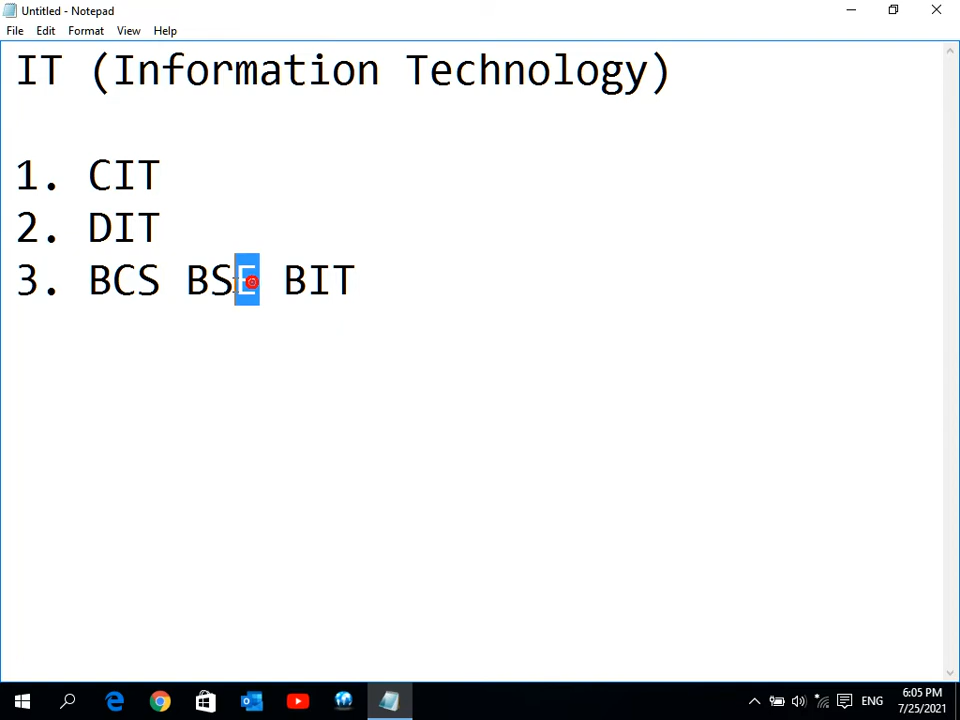 Untitled - Notepad
File Edit Format View Help
IT (Information Technology)
1. CIT
2. DIT
3. BCS BSE BIT
ENG
6:05 PM
7/25/2021